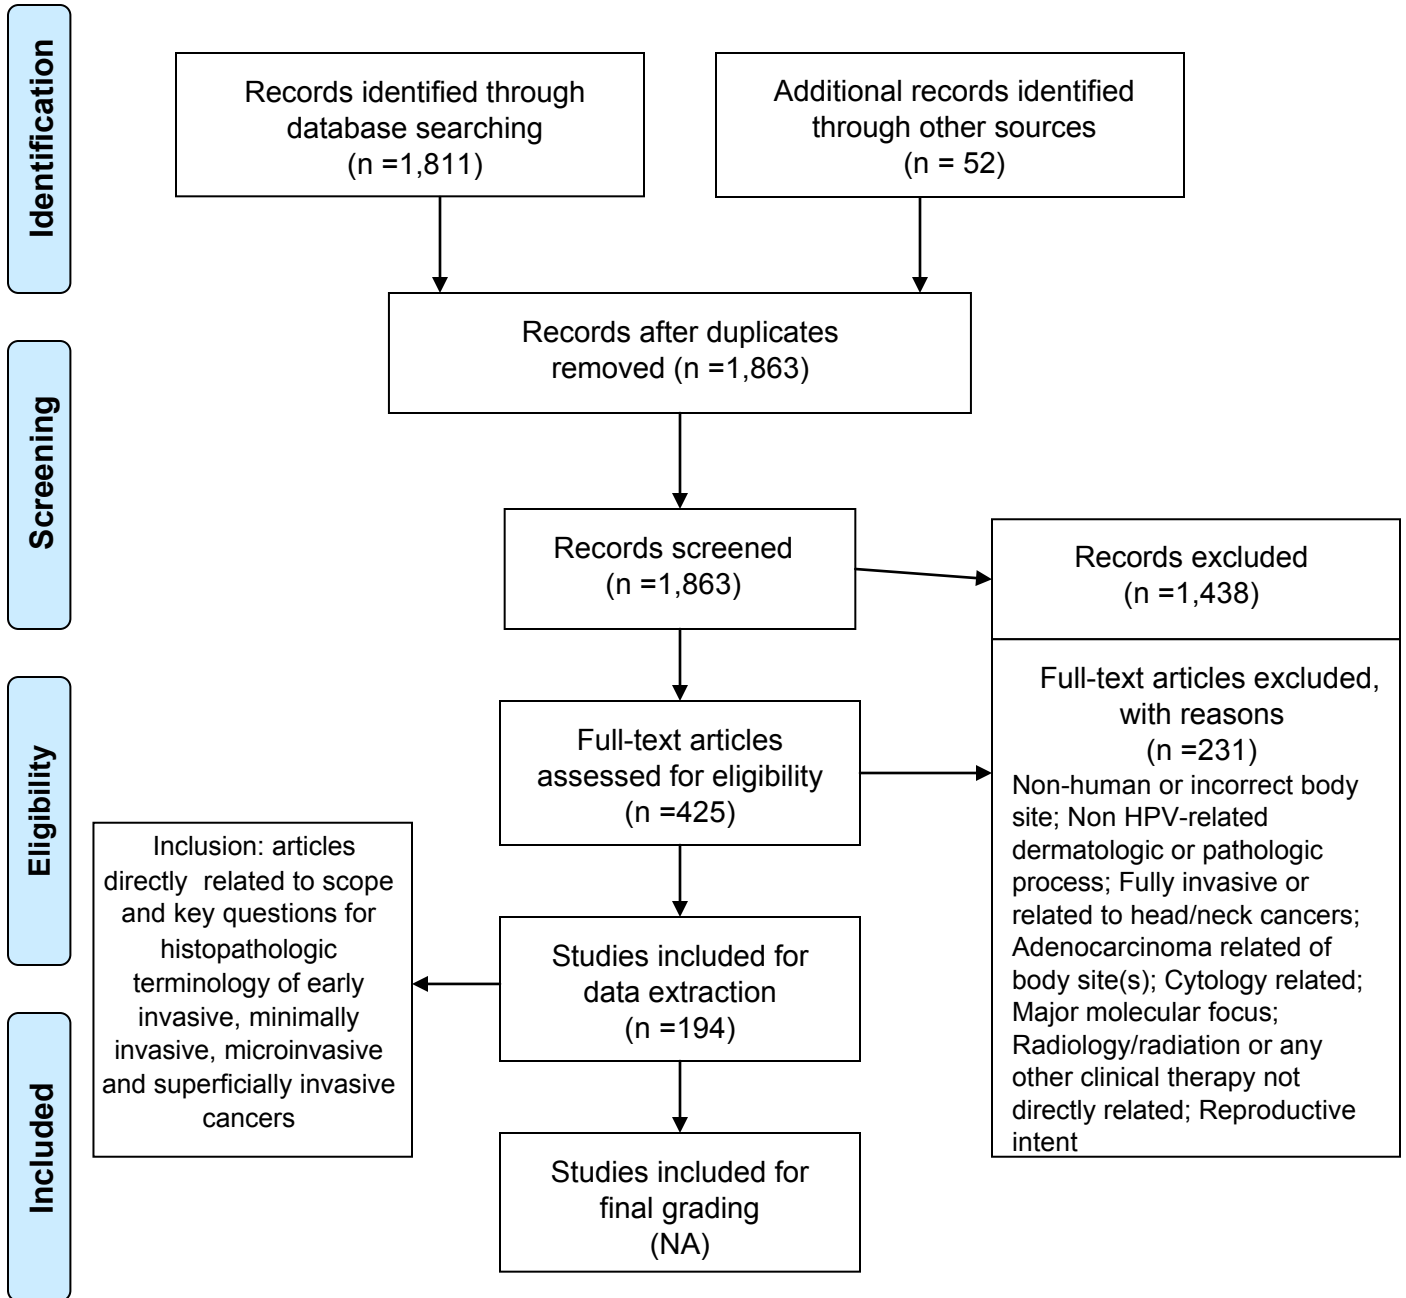 Identification
Records identified through
database searching
(n =1,811)
Additional records identified
through other sources
(n = 52)
Records after duplicates
removed (n =1,863)
Screening
Records screened
(n =1,863)
Records excluded
(n =1,438)
Eligibility
Full-text articles
assessed for eligibility
(n =425)
Full-text articles excluded,
with reasons
(n =231)
Non-human or incorrect body
site; Non HPV-related
dermatologic or pathologic
process; Fully invasive or
related to head/neck cancers;
Adenocarcinoma related of
body site(s); Cytology related;
Major molecular focus;
Radiology/radiation or any
other clinical therapy not
directly related; Reproductive
intent
Inclusion: articles
directly related to scope
and key questions for
histopathologic
terminology of early
invasive, minimally
invasive, microinvasive
and superficially invasive
cancers
Studies included for
data extraction
(n =194)
Included
Studies included for
final grading
(NA)